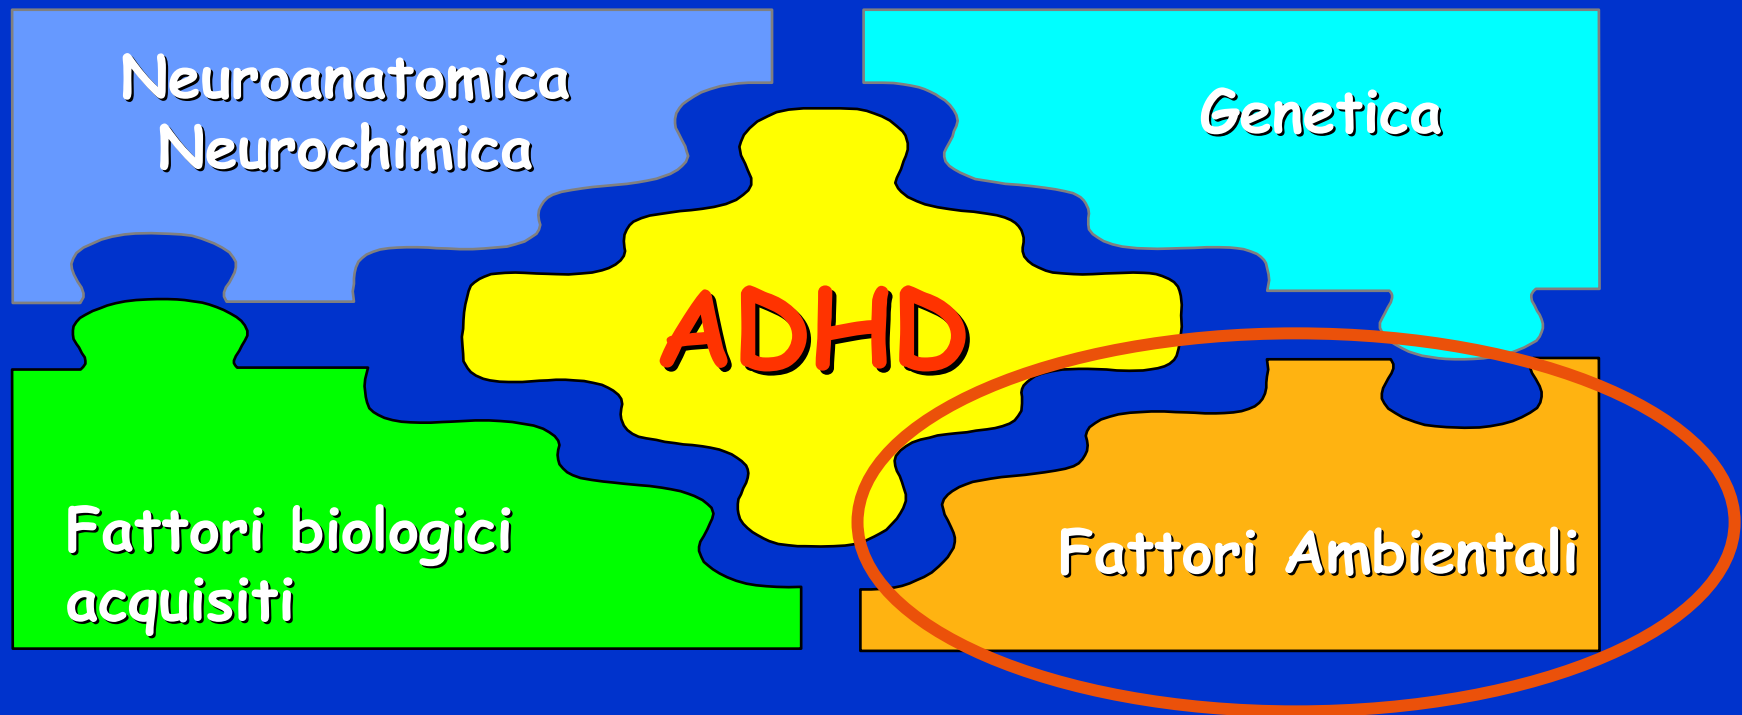 Neuroanatomica
Neurochimica
Genetica
ADHD
Fattori biologici
acquisiti
Fattori Ambientali